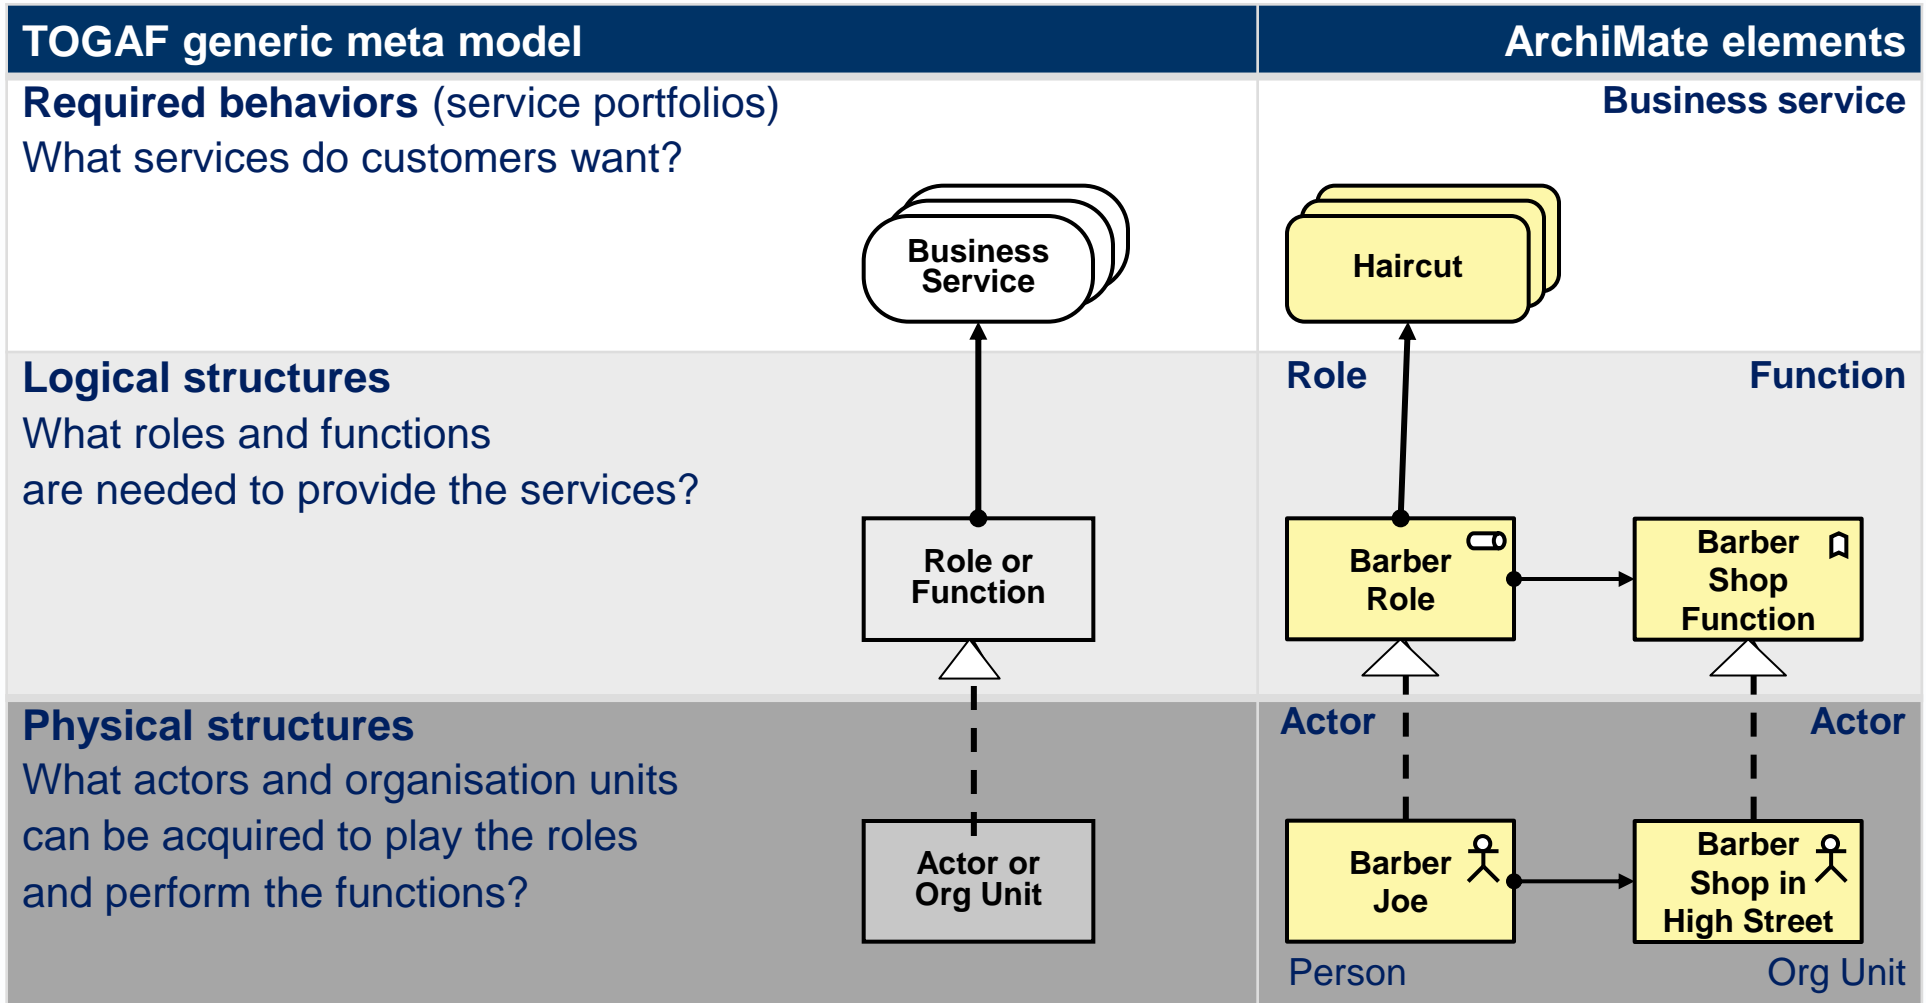 TOGAF generic meta model
ArchiMate elements
Required behaviors (service portfolios)
What services do customers want?
Business service
Business
Service
Haircut
Logical structures
What roles and functions
are needed to provide the services?
Role
Function
Role or
Function
Barber
Role
Barber
Shop
Function
Physical structures
What actors and organisation units
can be acquired to play the roles
and perform the functions?
Actor
Actor
Actor or
Org Unit
Barber
Joe
Barber
Shop in
High Street
Person
Org Unit